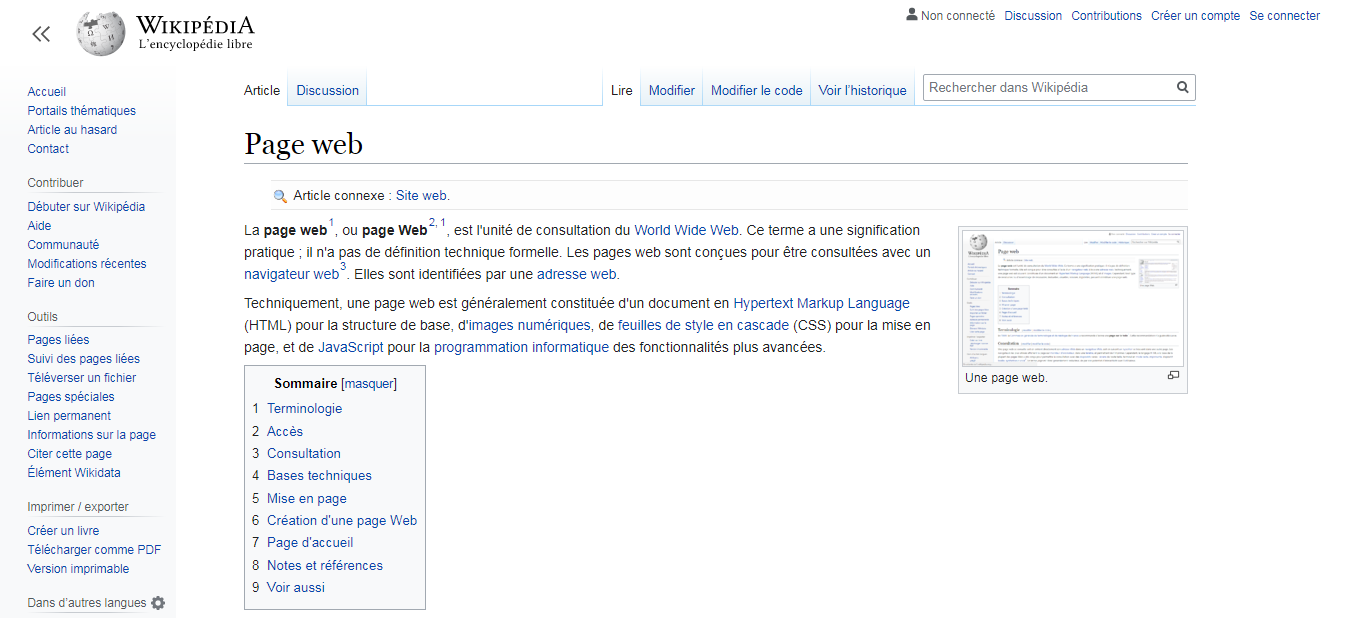 WIKIPÉDIA
L'encyclopédie libre
Non connecté Discussion Contributions Créer un compte Se connecter
Accueil
Portails thématiques
Article au hasard
Contact
Contribuer
Débuter sur Wikipédia
Aide
Communauté
Modifications récentes
Faire un don
Outils
Pages liées
Suivi des pages liées
Téléverser un fichier
Pages spéciales
Lien permanent
Informations sur la page
Citer cette page
Élément Wikidata
Imprimer / exporter
Créer un livre
Télécharger comme PDF
Version imprimable
Dans d'autres langues
Article Discussion Lire Modifier Modifier le code Voir l'historique Rechercher dans Wikipédia
Page web
Article connexe : Site web.
La page web1, ou page Web2, 1, est l'unité de consultation du World Wide Web. Ce terme a une signification
pratique ; il n'a pas de définition technique formelle. Les pages web sont conçues pour être consultées avec un
navigateur web3. Elles sont identifiées par une adresse web.
Techniquement, une page web est généralement constituée d'un document en Hypertext Markup Language
(HTML) pour la structure de base, d'images numériques, de feuilles de style en cascade (CSS) pour la mise en
page, et de JavaScript pour la programmation informatique des fonctionnalités plus avancées.
Page web
Une page web.
Sommaire [masquer]
1 Terminologie
2 Accès
3 Consultation
4 Bases techniques
5 Mise en page
6 Création d'une page Web
7 Page d'accueil
8 Notes et références
9 Voir aussi